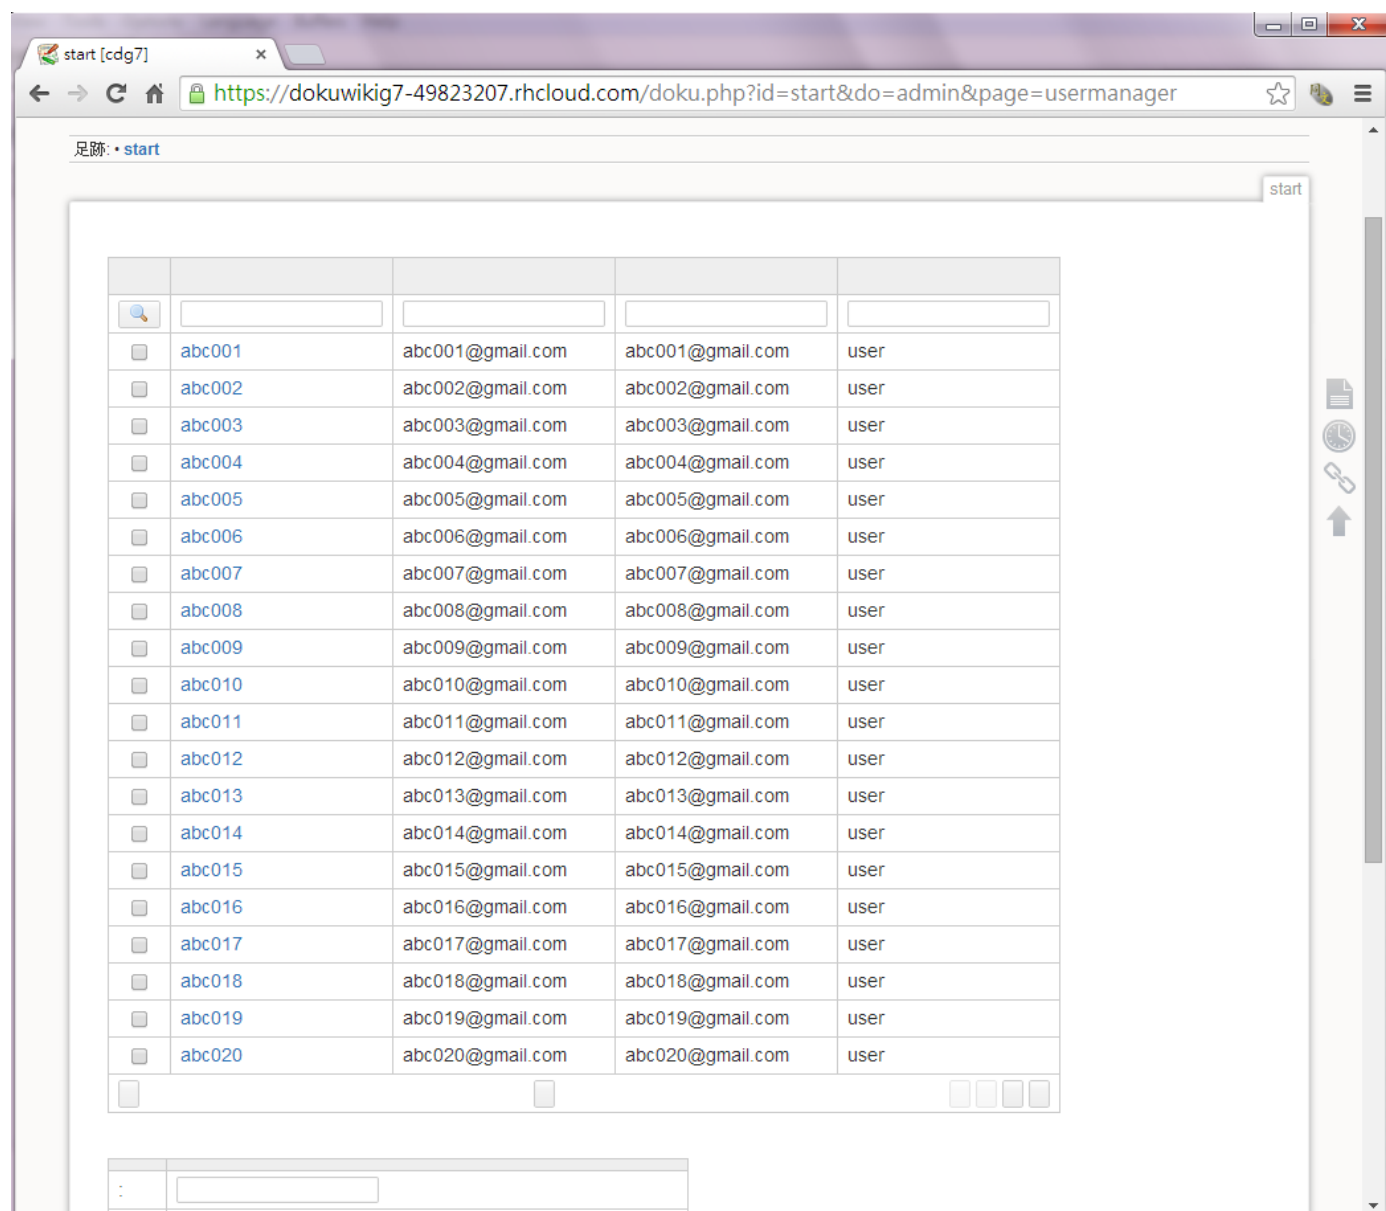 start [cdg7]
https://dokuwikig7-49823207.rhcloud.com/doku.php?id=start&do=admin&page=usermanager
足跡: • start
start
abc001 abc001@gmail.com abc001@gmail.com user
abc002 abc002@gmail.com abc002@gmail.com user
abc003 abc003@gmail.com abc003@gmail.com user
abc004 abc004@gmail.com abc004@gmail.com user
abc005 abc005@gmail.com abc005@gmail.com user
abc006 abc006@gmail.com abc006@gmail.com user
abc007 abc007@gmail.com abc007@gmail.com user
abc008 abc008@gmail.com abc008@gmail.com user
abc009 abc009@gmail.com abc009@gmail.com user
abc010 abc010@gmail.com abc010@gmail.com user
abc011 abc011@gmail.com abc011@gmail.com user
abc012 abc012@gmail.com abc012@gmail.com user
abc013 abc013@gmail.com abc013@gmail.com user
abc014 abc014@gmail.com abc014@gmail.com user
abc015 abc015@gmail.com abc015@gmail.com user
abc016 abc016@gmail.com abc016@gmail.com user
abc017 abc017@gmail.com abc017@gmail.com user
abc018 abc018@gmail.com abc018@gmail.com user
abc019 abc019@gmail.com abc019@gmail.com user
abc020 abc020@gmail.com abc020@gmail.com user
: